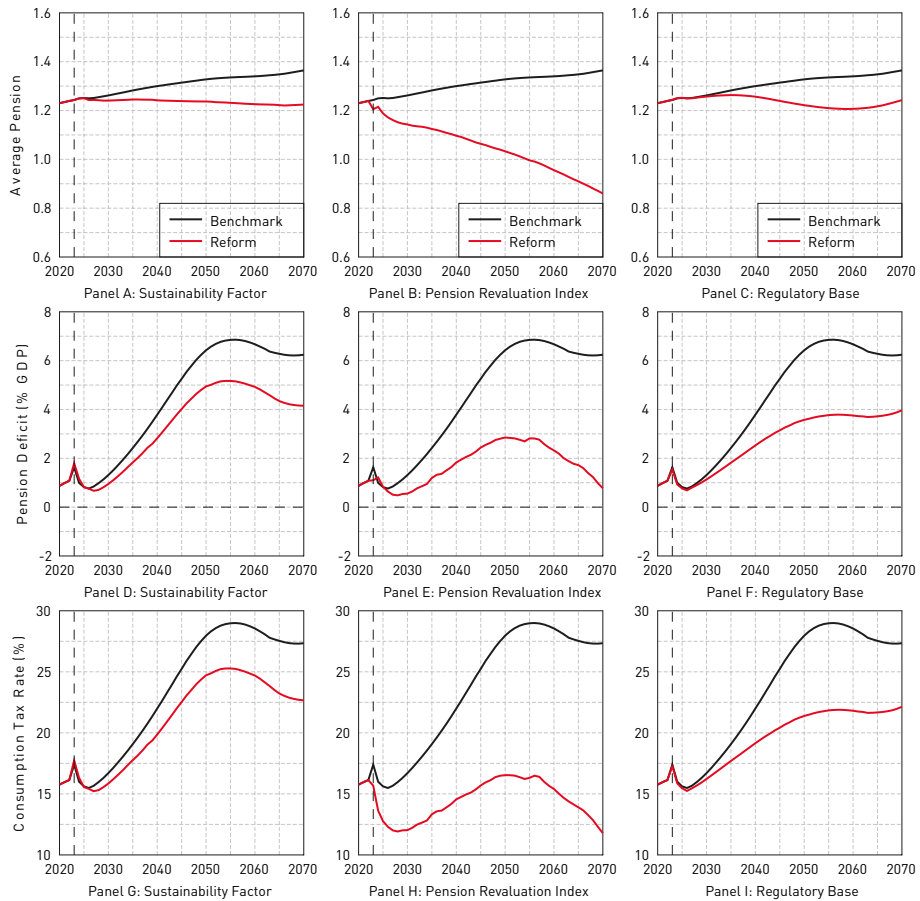 Average Pension
1.6 1.4 1.2 1.0 0.8 0.6
Benchmark
Reform
2020 2030 2040 2050 2060 2070
Panel A: Sustainability Factor
1.6 1.4 1.2 1.0 0.8 0.6
Benchmark
Reform
2020 2030 2040 2050 2060 2070
Panel B: Pension Revaluation Index
1.6 1.4 1.2 1.0 0.8 0.6
Benchmark
Reform
2020 2030 2040 2050 2060 2070
Panel C: Regulatory Base
Pension Deficit (% GDP)
8 6 4 2 0 -2
2020 2030 2040 2050 2060 2070
Panel D: Sustainability Factor
8 6 4 2 0 -2
2020 2030 2040 2050 2060 2070
Panel E: Pension Revaluation Index
8 6 4 2 0 -2
2020 2030 2040 2050 2060 2070
Panel F: Regulatory Base
Consumption Tax Rate (%)
30 25 20 15 10
2020 2030 2040 2050 2060 2070
Panel G: Sustainability Factor
30 25 20 15 10
2020 2030 2040 2050 2060 2070
Panel H: Pension Revaluation Index
30 25 20 15 10
2020 2030 2040 2050 2060 2070
Panel I: Regulatory Base